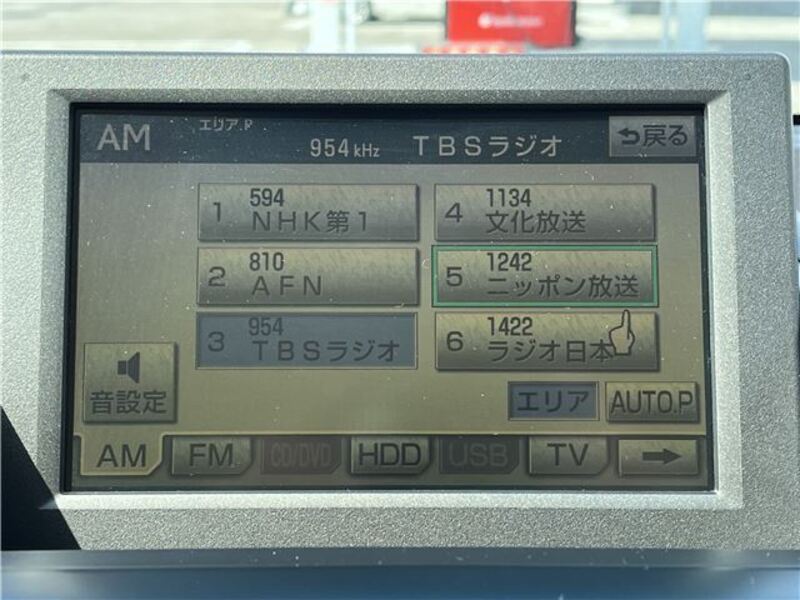 AM エリア.P 954kHz TBSラジオ 戻る
1 594 NHK第1
2 810 AFN
3 954 TBSラジオ
4 1134 文化放送
5 1242 ニッポン放送
6 1422 ラジオ日本
音設定
エリア AUTO.P
AM FM CD/DVD HDD USB TV